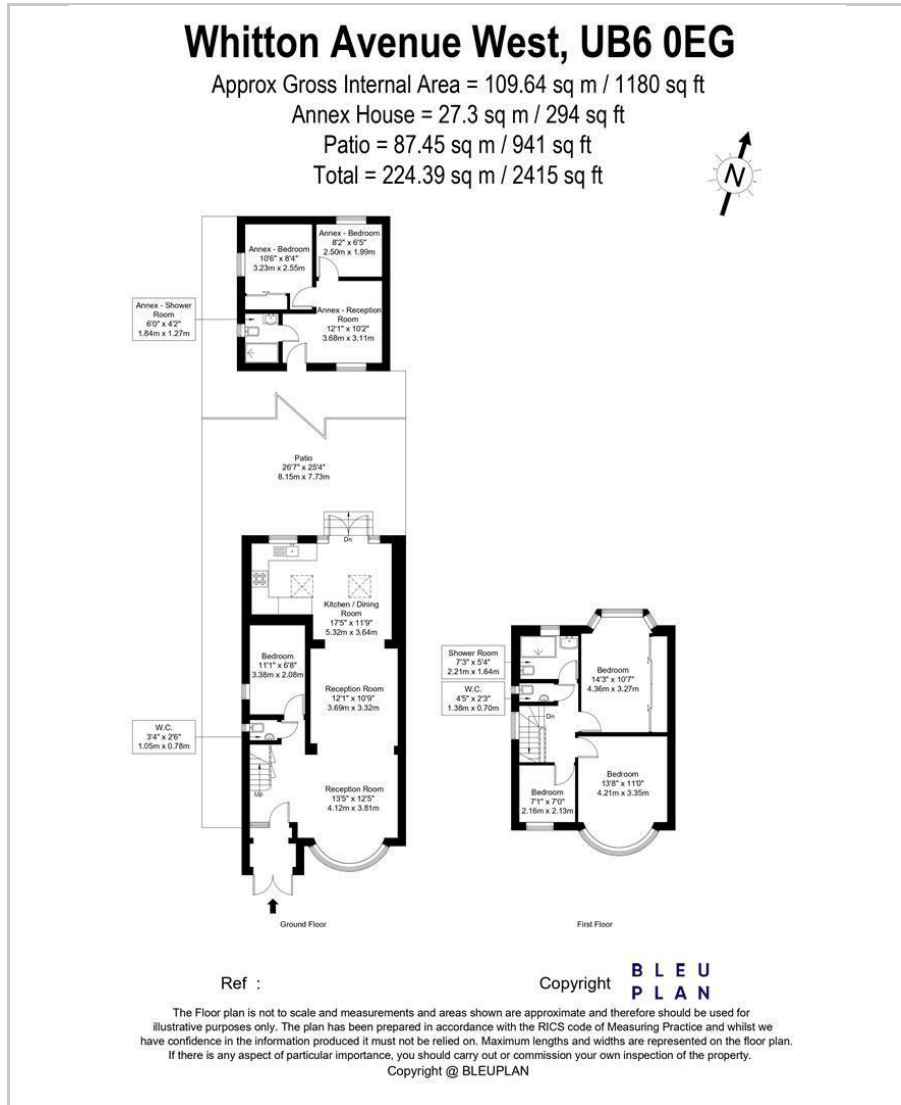 Whitton Avenue West, UB6 0EG
Approx Gross Internal Area = 109.64 sq m / 1180 sq ft
Annex House = 27.3 sq m / 294 sq ft
Patio = 87.45 sq m / 941 sq ft
Total = 224.39 sq m / 2415 sq ft
N
Annex - Bedroom
8'2" x 6'5"
2.50m x 1.99m
Annex - Bedroom
10'6" x 8'4"
3.23m x 2.55m
Annex - Shower
Room
6'0" x 4'2"
1.84m x 1.27m
Annex - Reception
Room
12'1" x 10'2"
3.68m x 3.11m
Patio
26'7" x 25'4"
8.15m x 7.73m
Dn
Kitchen / Dining
Room
17'5" x 11'9"
5.32m x 3.64m
Bedroom
11'1" x 6'8"
3.38m x 2.08m
Reception Room
12'1" x 10'9"
3.69m x 3.32m
W.C.
3'4" x 2'6"
1.05m x 0.78m
Up
Reception Room
13'5" x 12'5"
4.12m x 3.81m
Ground Floor
Shower Room
7'3" x 5'4"
2.21m x 1.64m
W.C.
4'5" x 2'3"
1.38m x 0.70m
Bedroom
14'3" x 10'7"
4.36m x 3.27m
Dn
Bedroom
7'1" x 7'0"
2.16m x 2.13m
Bedroom
13'8" x 11'0"
4.21m x 3.35m
First Floor
Ref :
Copyright
BLEU
PLAN
The Floor plan is not to scale and measurements and areas shown are approximate and therefore should be used for
illustrative purposes only. The plan has been prepared in accordance with the RICS code of Measuring Practice and whilst we
have confidence in the information produced it must not be relied on. Maximum lengths and widths are represented on the floor plan.
If there is any aspect of particular importance, you should carry out or commission your own inspection of the property.
Copyright @ BLEUPLAN